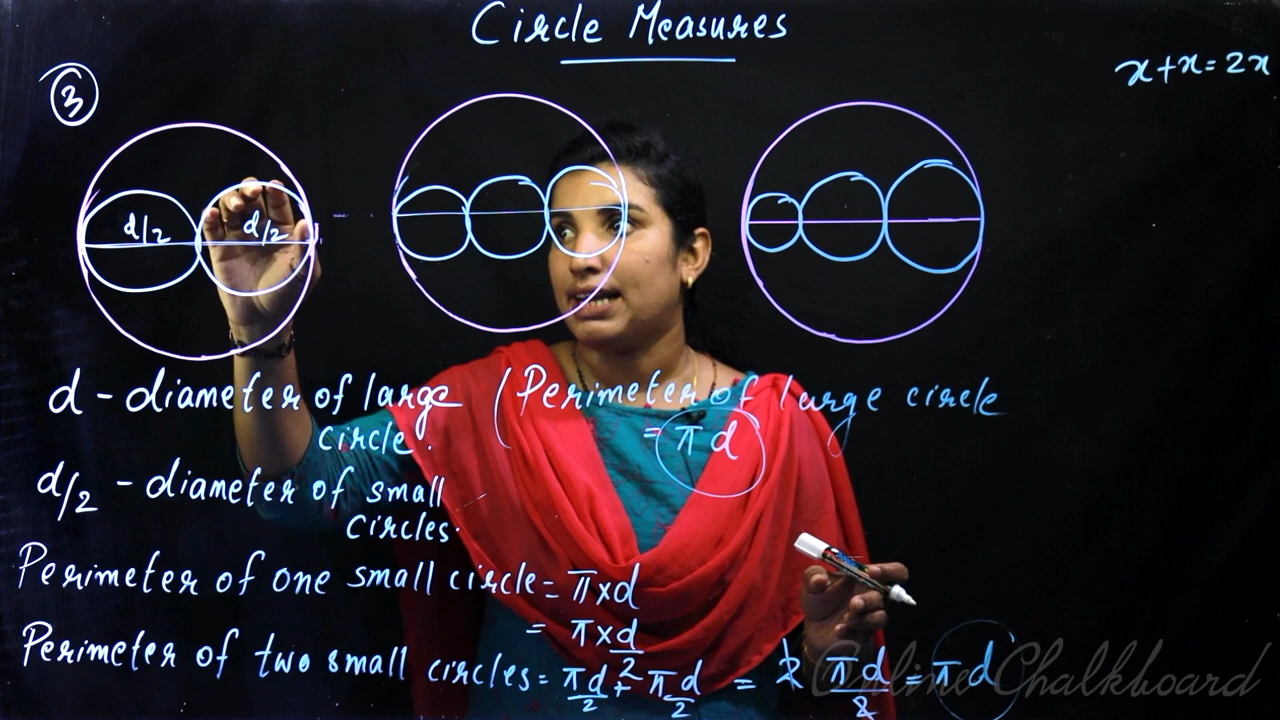 Circle Measures
x+x=2x
3
d/2 d/2
d - diameter of large (Perimeter of large circle
circle. = πd
d/2 - diameter of small
circles.
Perimeter of one small circle = π×d
= π×d/2
Perimeter of two small circles = πd/2 + πd/2 = 2 πd/2 = πd
Online Chalkboard